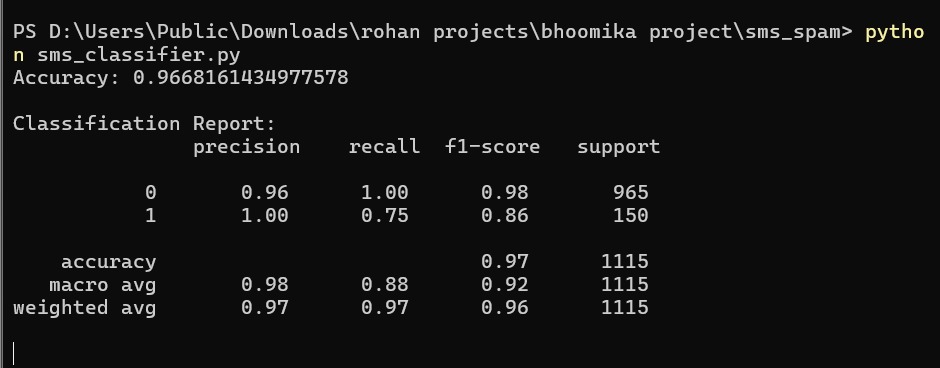 PS D:\Users\Public\Downloads\rohan projects\bhoomika project\sms_spam> pytho
n sms_classifier.py
Accuracy: 0.9668161434977578
Classification Report:
precision recall f1-score support
0 0.96 1.00 0.98 965
1 1.00 0.75 0.86 150
accuracy 0.97 1115
macro avg 0.98 0.88 0.92 1115
weighted avg 0.97 0.97 0.96 1115